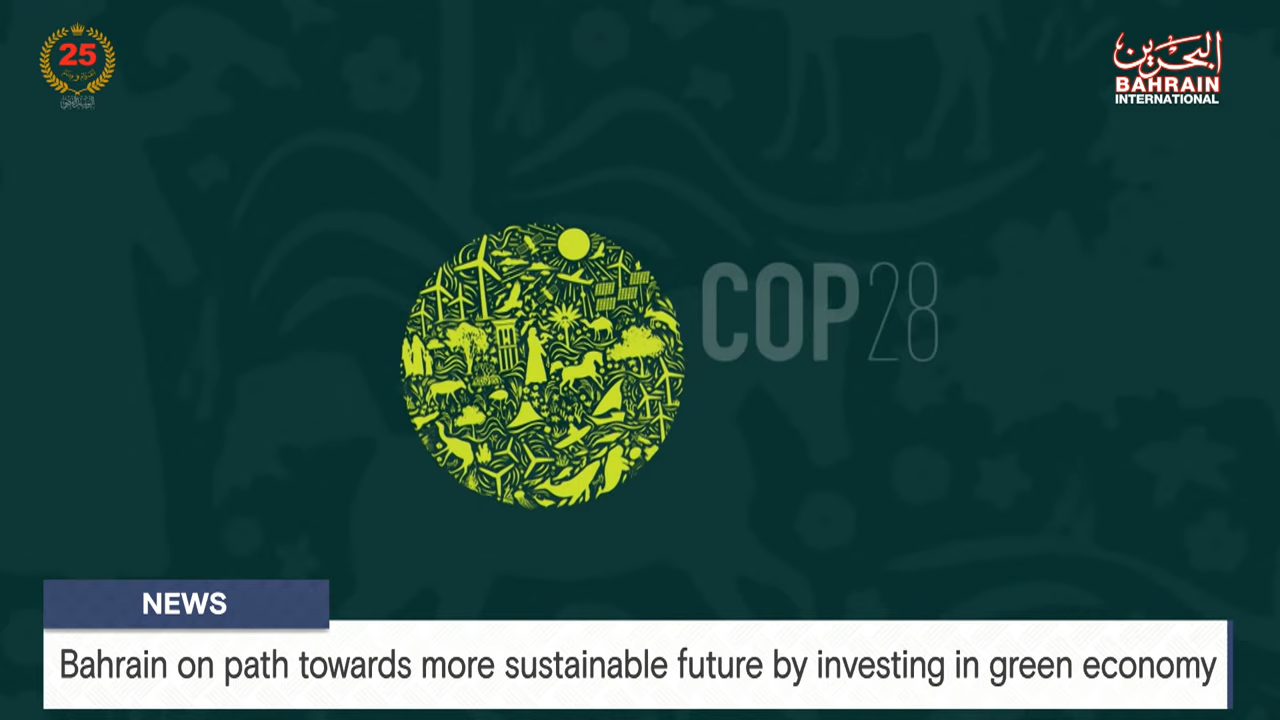 25
البحرين
BAHRAIN
INTERNATIONAL
COP28
NEWS
Bahrain on path towards more sustainable future by investing in green economy